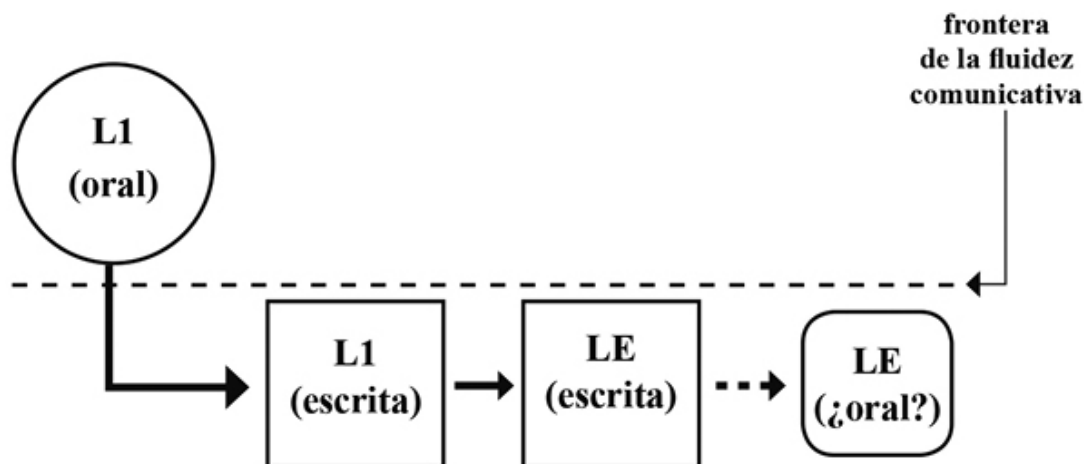 frontera
de la fluidez
comunicativa
L1
(oral)
L1
(escrita)
LE
(escrita)
LE
(¿oral?)